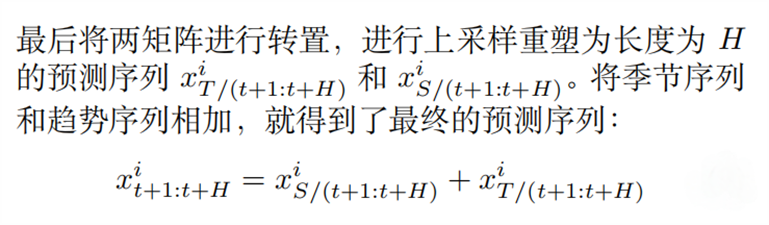 最后将两矩阵进行转置，进行上采样重塑为长度为 H
的预测序列 x^i_{T/(t+1:t+H)} 和 x^i_{S/(t+1:t+H)}。将季节序列
和趋势序列相加，就得到了最终的预测序列：
x^i_{t+1:t+H} = x^i_{S/(t+1:t+H)} + x^i_{T/(t+1:t+H)}